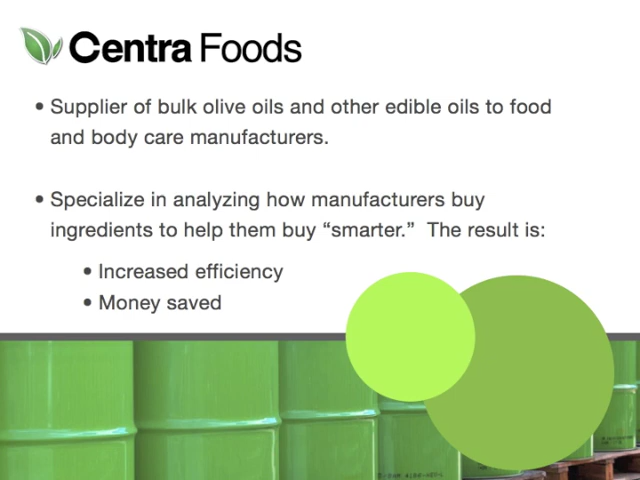 Centra Foods
• Supplier of bulk olive oils and other edible oils to food
and body care manufacturers.
• Specialize in analyzing how manufacturers buy
ingredients to help them buy “smarter.”  The result is:
• Increased efficiency
• Money saved